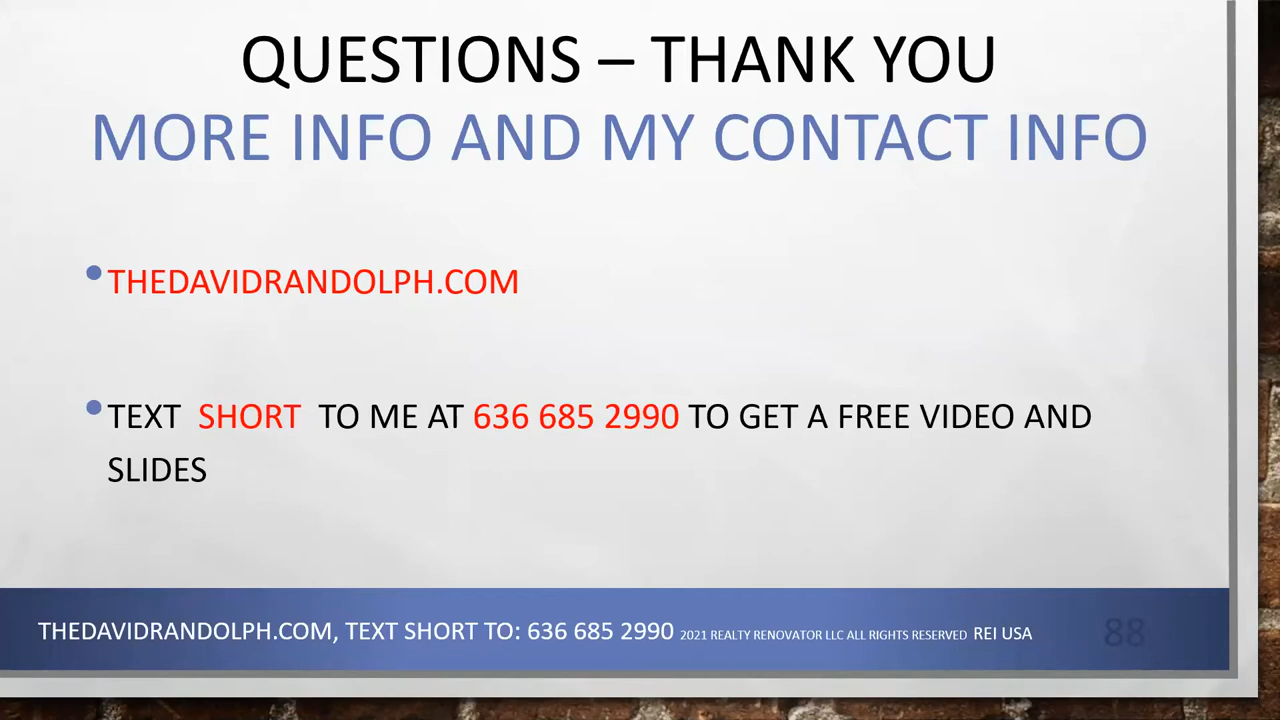 QUESTIONS – THANK YOU
MORE INFO AND MY CONTACT INFO
•THEDAVIDRANDOLPH.COM
•TEXT SHORT TO ME AT 636 685 2990 TO GET A FREE VIDEO AND
SLIDES
THEDAVIDRANDOLPH.COM, TEXT SHORT TO: 636 685 2990 2021 REALTY RENOVATOR LLC ALL RIGHTS RESERVED REI USA 88